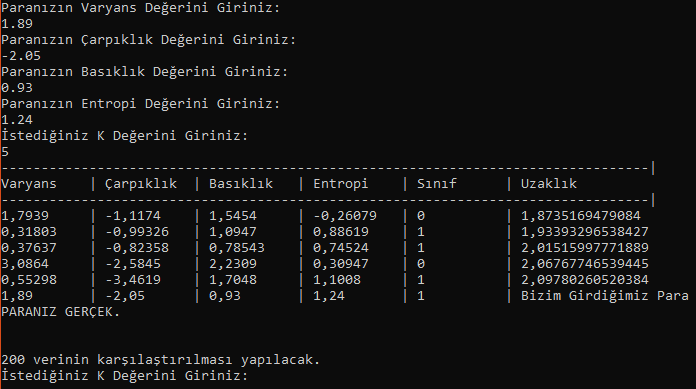 Paranızın Varyans Değerini Giriniz:
1.89
Paranızın Çarpıklık Değerini Giriniz:
-2.05
Paranızın Basıklık Değerini Giriniz:
0.93
Paranızın Entropi Değerini Giriniz:
1.24
İstediğiniz K Değerini Giriniz:
5
---------------------------------------------------------------------------------|
Varyans | Çarpıklık | Basıklık | Entropi | Sınıf | Uzaklık
---------------------------------------------------------------------------------|
1,7939 | -1,1174 | 1,5454 | -0,26079 | 0 | 1,8735169479084
0,31803 | -0,99326 | 1,0947 | 0,88619 | 1 | 1,93393296538427
0,37637 | -0,82358 | 0,78543 | 0,74524 | 1 | 2,01515997771889
3,0864 | -2,5845 | 2,2309 | 0,30947 | 0 | 2,06767746539445
0,55298 | -3,4619 | 1,7048 | 1,1008 | 1 | 2,09780260520384
1,89 | -2,05 | 0,93 | 1,24 | 1 | Bizim Girdiğimiz Para
PARANIZ GERÇEK.
200 verinin karşılaştırılması yapılacak.
İstediğiniz K Değerini Giriniz: